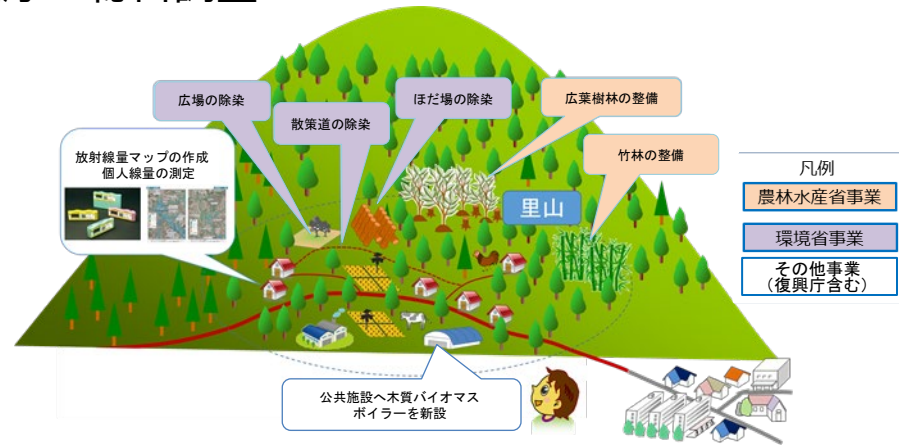 広場の除染
散策道の除染
ほだ場の除染
広葉樹林の整備
竹林の整備
放射線量マップの作成
個人線量の測定
里山
凡例
農林水産省事業
環境省事業
その他事業
(復興庁含む)
公共施設へ木質バイオマス
ボイラーを新設